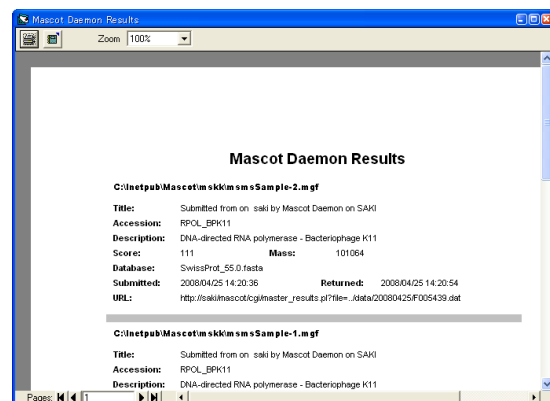 Mascot Daemon Results
Zoom 100%
Mascot Daemon Results
C:\Inetpub\Mascot\mskk\msmsSample-2.mgf
Title: Submitted from on saki by Mascot Daemon on SAKI
Accession: RPOL_BPK11
Description: DNA-directed RNA polymerase - Bacteriophage K11
Score: 111 Mass: 101064
Database: SwissProt_55.0.fasta
Submitted: 2008/04/25 14:20:36 Returned: 2008/04/25 14:20:54
URL: http://saki/mascot/cgi/master_results.pl?file=../data/20080425/F005439.dat
C:\Inetpub\Mascot\mskk\msmsSample-1.mgf
Title: Submitted from on saki by Mascot Daemon on SAKI
Accession: RPOL_BPK11
Description: DNA-directed RNA polymerase - Bacteriophage K11
Pages: 1